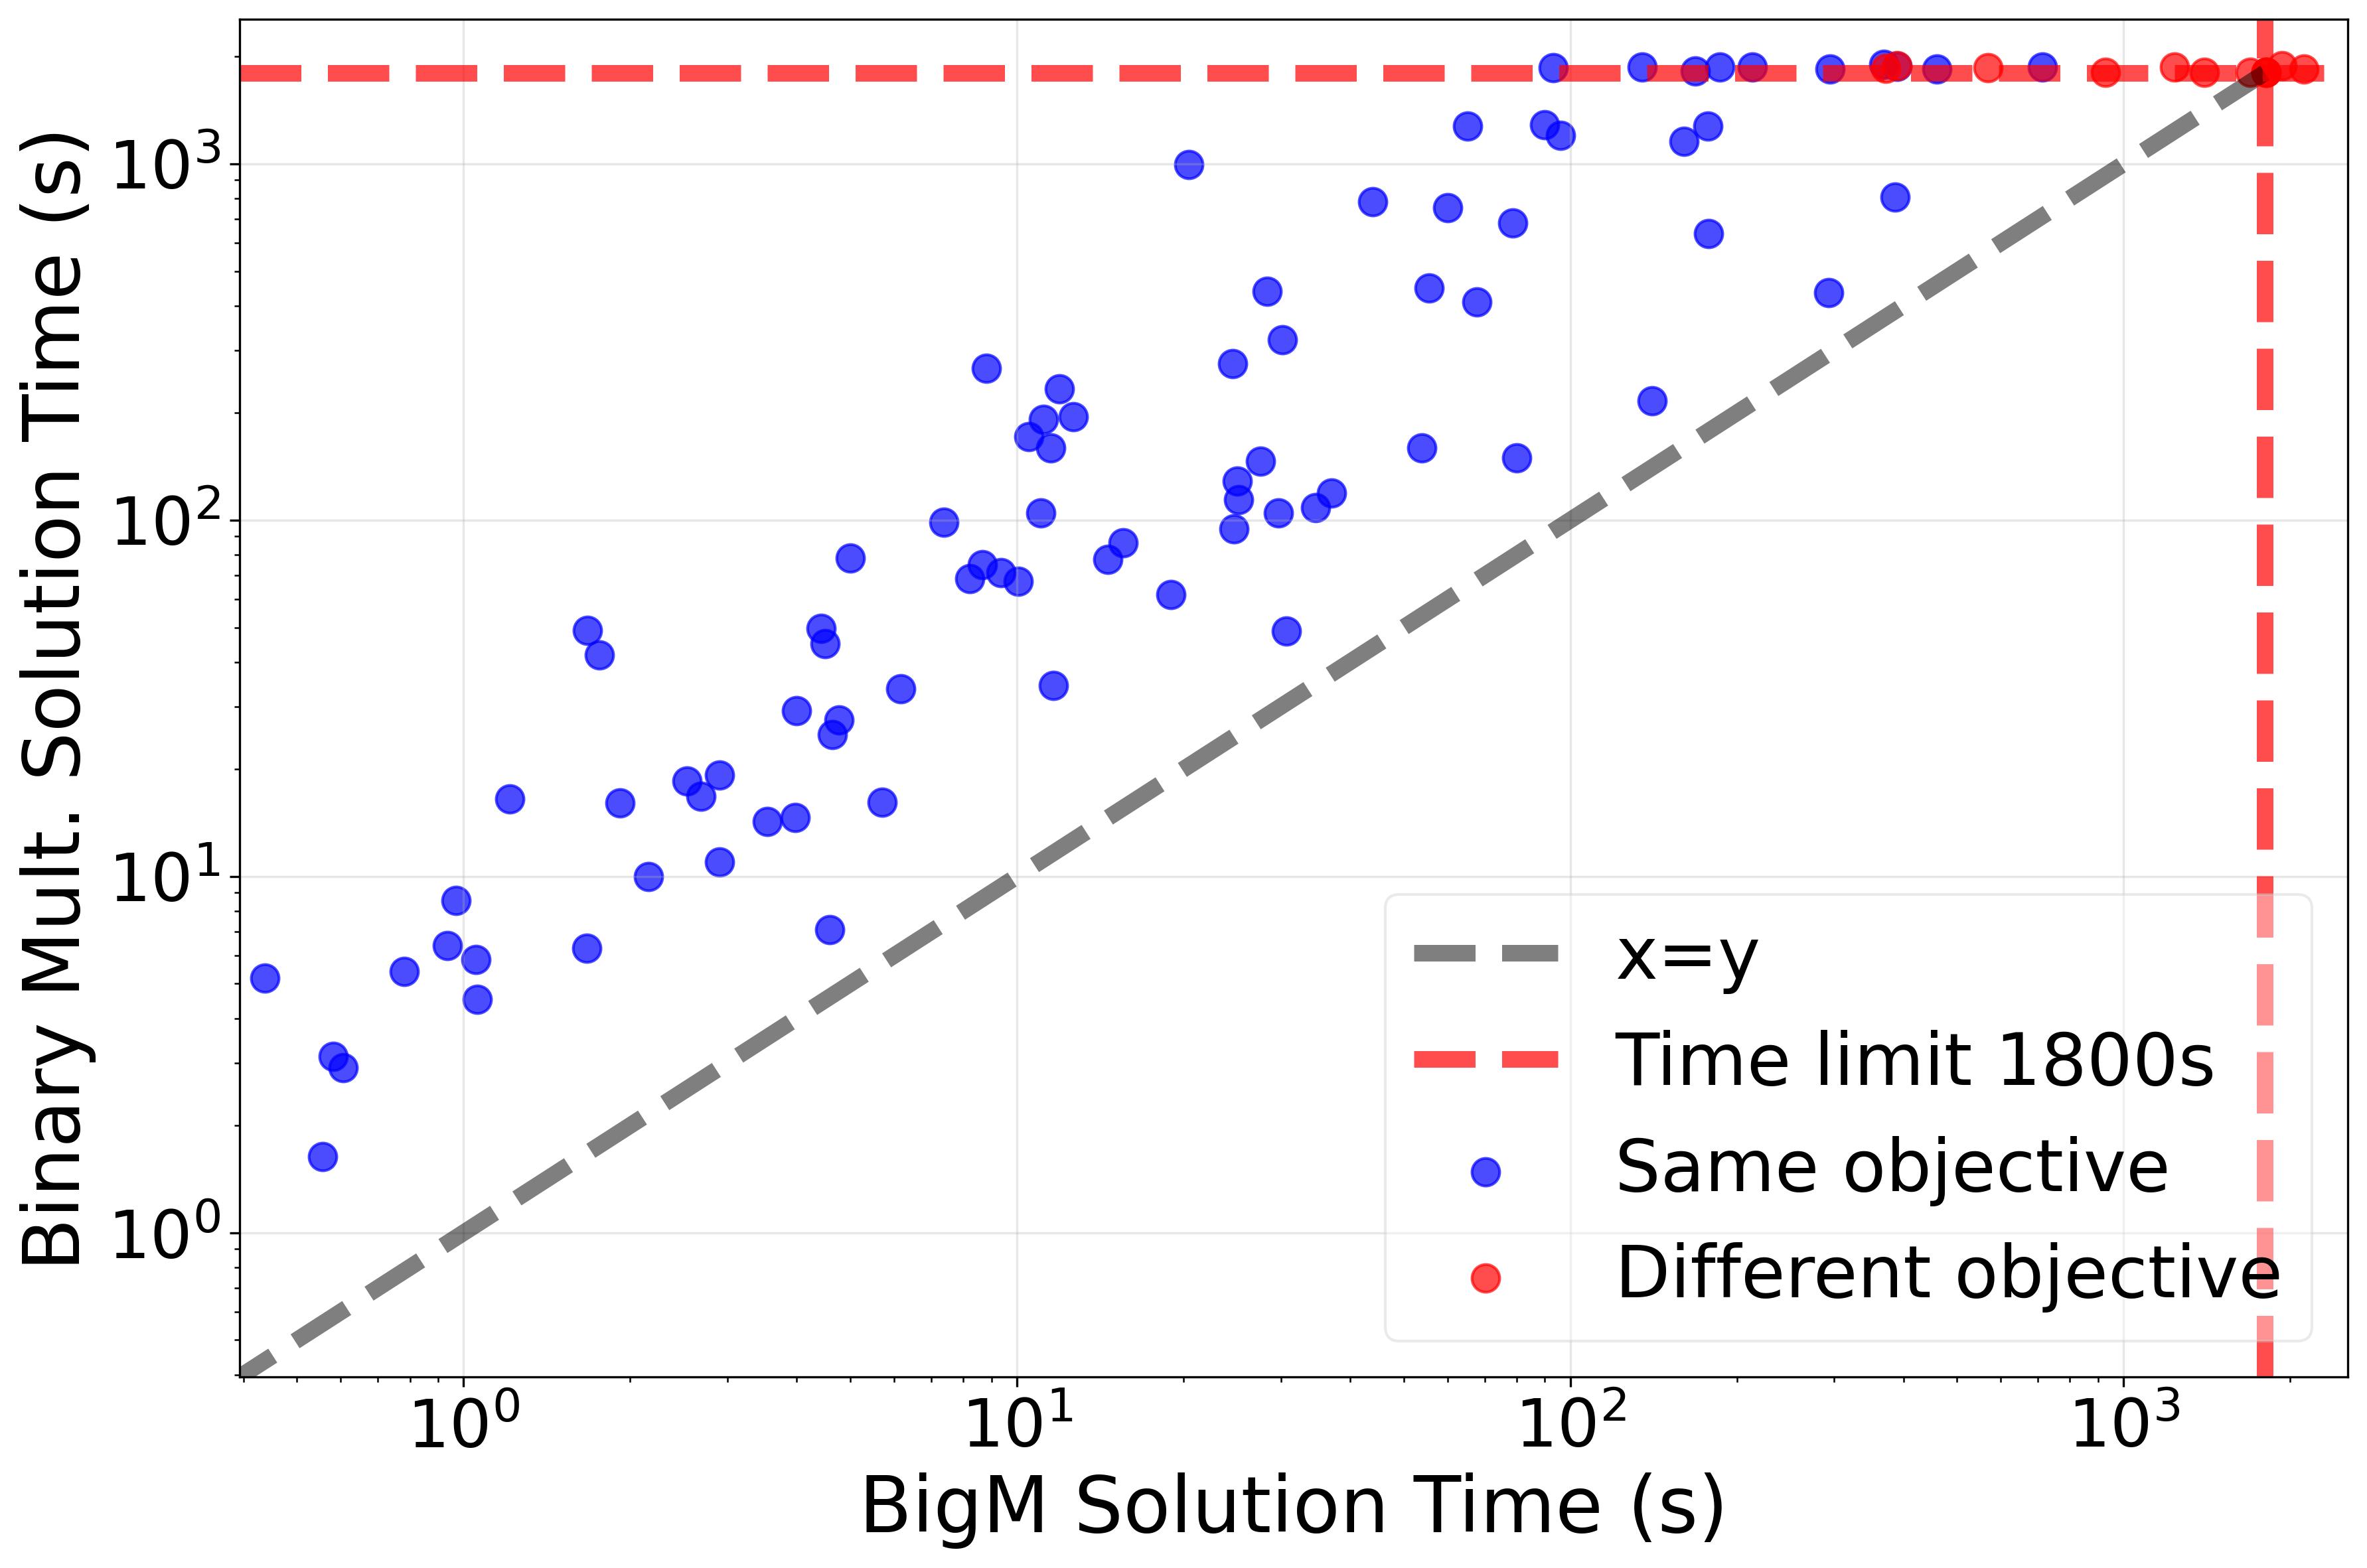 Binary Mult. Solution Time (s)
10³
10²
10¹
10⁰
x=y
Time limit 1800s
Same objective
Different objective
10⁰ 10¹ 10² 10³
BigM Solution Time (s)